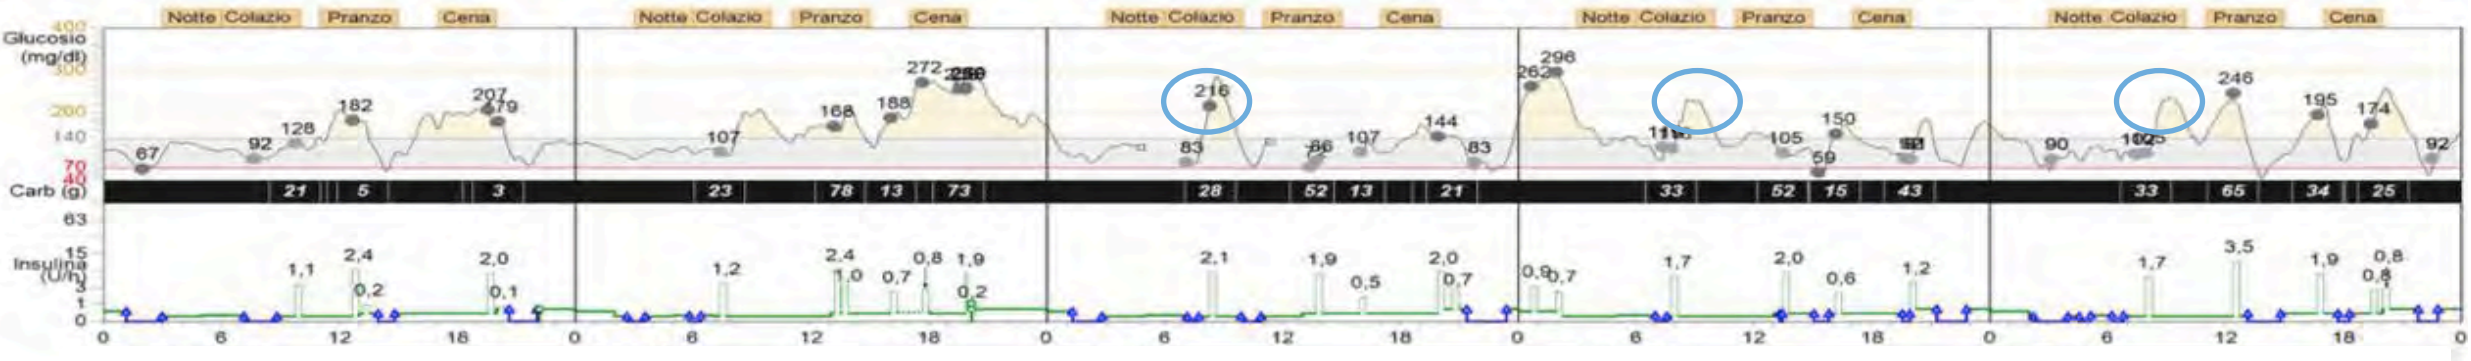 Notte Colazio Pranzo Cena Notte Colazio Pranzo Cena Notte Colazio Pranzo Cena Notte Colazio Pranzo Cena Notte Colazio Pranzo Cena
400
Glucosio
(mg/dl)
300
200
140
70
40
67 92 128 182 207 179 107 168 188 272 83 216 86 107 144 83 262 296 105 150 59 90 246 195 174 92
Carb (g) 21 5 3 23 78 13 73 28 52 13 21 33 52 15 43 33 65 34 25
63
15
Insulina
(U/h)
3
1
0
1,1 2,4 0,2 2,0 0,1 1,2 2,4 1,0 0,7 0,8 1,9 0,2 2,1 1,9 0,5 2,0 0,7 0,9 0,7 1,7 2,0 0,6 1,2 1,7 3,5 1,9 0,8 0,8
0 6 12 18 0 6 12 18 0 6 12 18 0 6 12 18 0 6 12 18 0